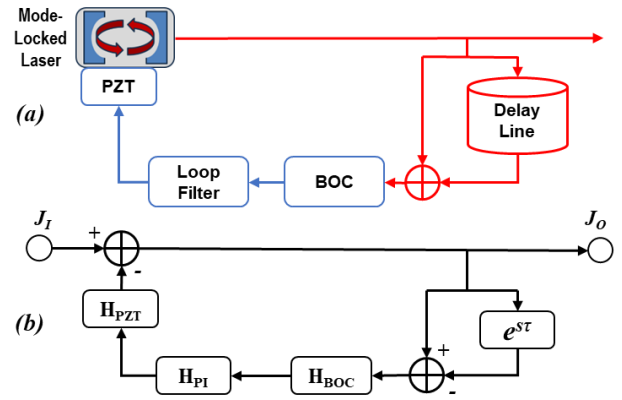 Mode-
Locked
Laser
PZT
(a)
Delay
Line
Loop
Filter
BOC
J_I
+
-
J_O
H_PZT
(b)
e^{sτ}
+
H_PI
H_BOC
-